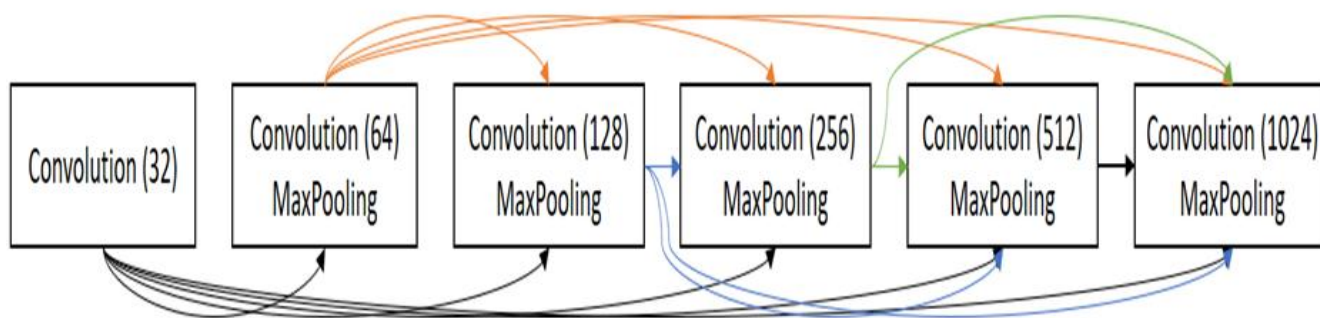 Convolution (32)
Convolution (64)
MaxPooling
Convolution (128)
MaxPooling
Convolution (256)
MaxPooling
Convolution (512)
MaxPooling
Convolution (1024)
MaxPooling